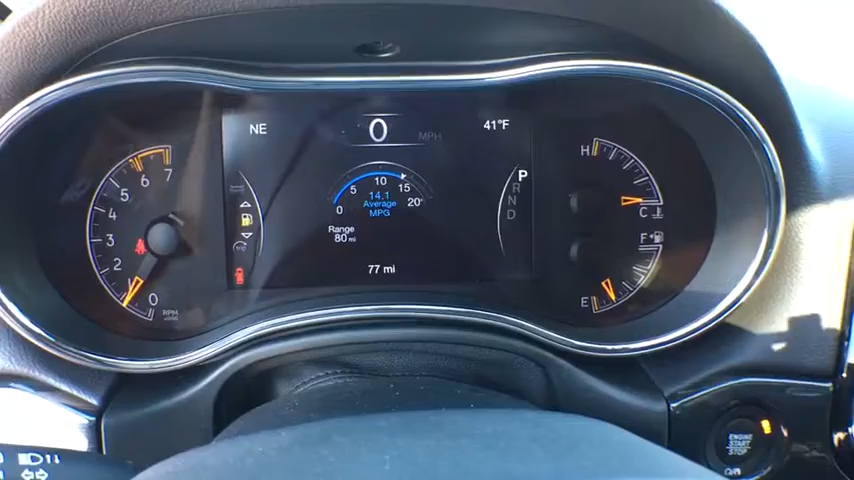 NE
0
MPH
41°F
0
5
10
15
20
14.1
Average
MPG
Range
80 mi
77 mi
P
R
N
D
0
2
3
4
5
6
7
RPM
H
C
F
E
ENGINE
START
STOP